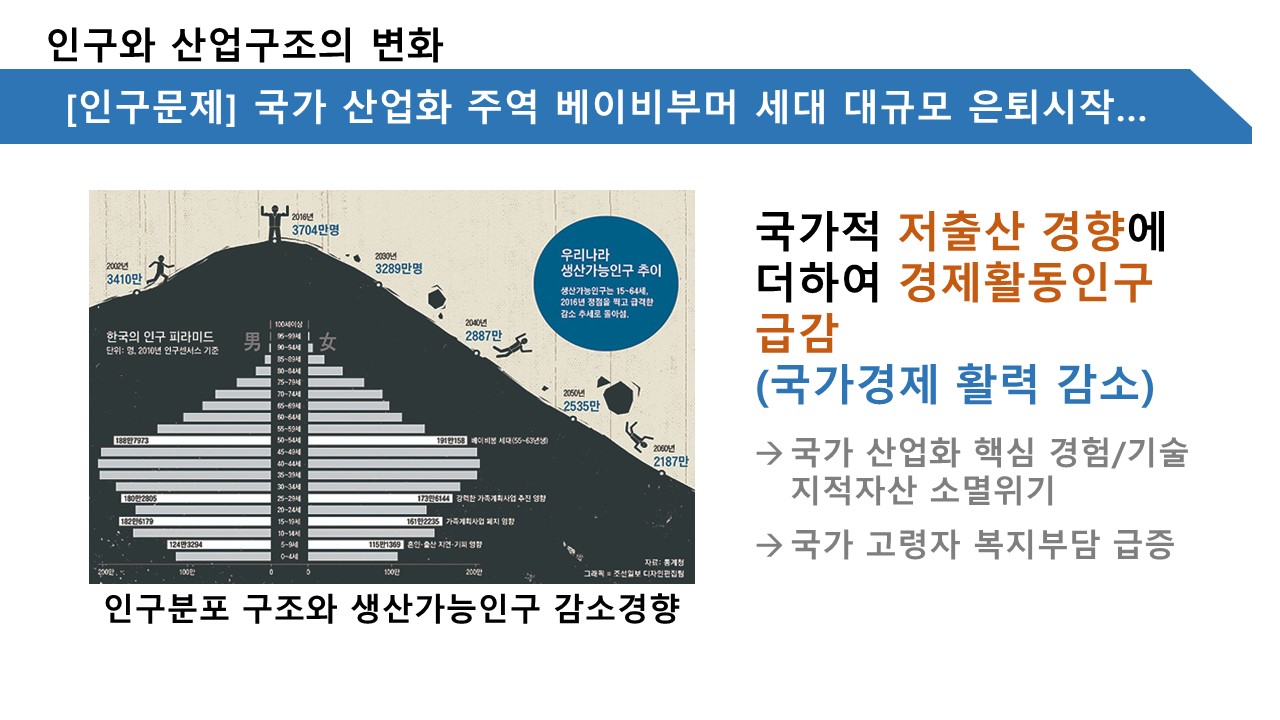 인구와 산업구조의 변화
[인구문제] 국가 산업화 주역 베이비부머 세대 대규모 은퇴시작...
2016년
3704만명
2002년
3410만명
2030년
3289만명
2040년
2887만
2050년
2535만
2060년
2187만
우리나라
생산가능인구 추이
생산가능인구는 15~64세,
2016년 정점을 찍고 급격한
감소 추세로 돌아섬.
한국의 인구 피라미드
단위: 명, 2016년 인구센서스 기준
男 女
100세이상
95~99세
90~94세
85~89세
80~84세
75~79세
70~74세
65~69세
60~64세
55~59세
188만7973 50~54세 191만158 베이비붐 세대(55~63년생)
45~49세
40~44세
35~39세
30~34세
180만2805 25~29세 173만6144 강력한 가족계획사업 추진 영향
20~24세
182만6179 15~19세 161만2235 가족계획사업 폐지 영향
10~14세
124만3294 5~9세 115만1369 혼인·출산 지연·기피 영향
0~4세
200만 100만 0 0 100만 200만
자료: 통계청
그래픽 = 조선일보 디자인편집팀
인구분포 구조와 생산가능인구 감소경향
국가적 저출산 경향에
더하여 경제활동인구
급감
(국가경제 활력 감소)
→ 국가 산업화 핵심 경험/기술
지적자산 소멸위기
→ 국가 고령자 복지부담 급증